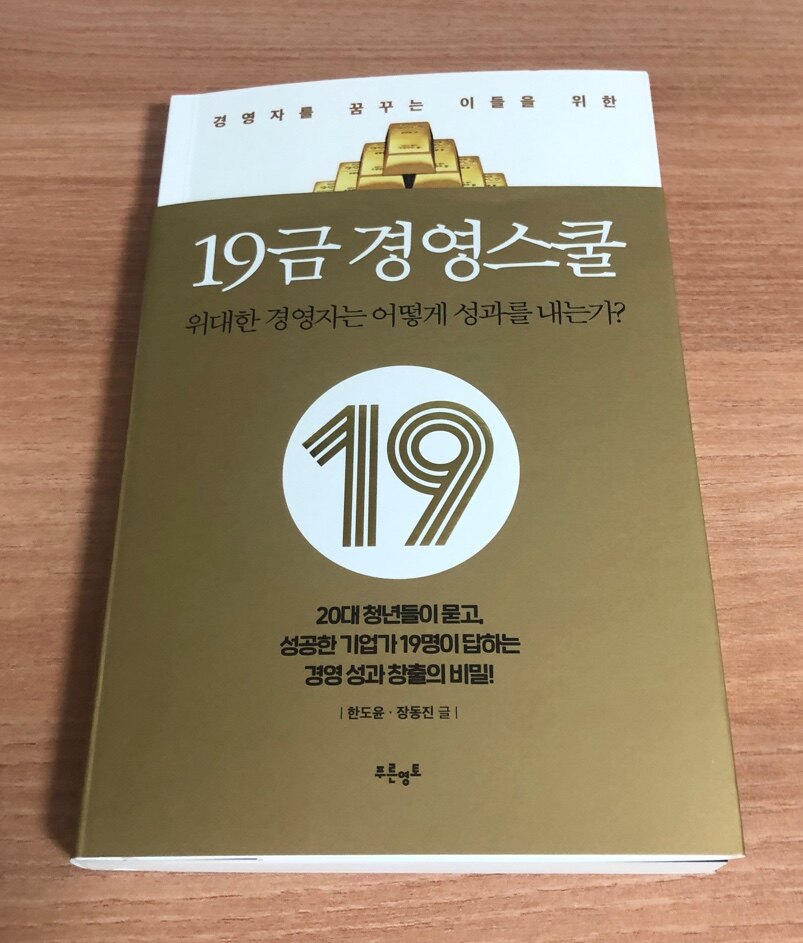 경영자를 꿈꾸는 이들을 위한
19금 경영스쿨
위대한 경영자는 어떻게 성과를 내는가?
19
20대 청년들이 묻고,
성공한 기업가 19명이 답하는
경영 성과 창출의 비밀!
| 한도윤 · 장동진 글 |
푸른영토